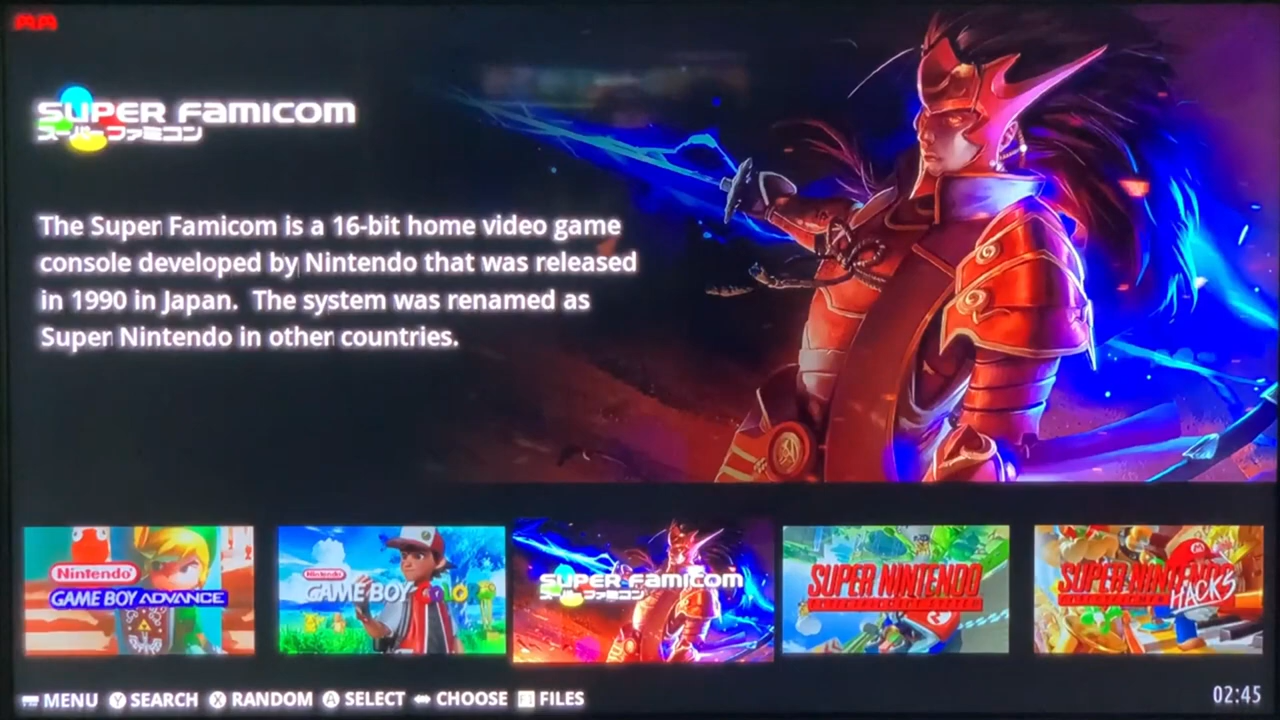 SUPER FAMICOM
スーパーファミコン
The Super Famicom is a 16-bit home video game
console developed by Nintendo that was released
in 1990 in Japan. The system was renamed as
Super Nintendo in other countries.
Nintendo
GAME BOY ADVANCE
Nintendo
GAME BOY COLOR
SUPER FAMICOM
スーパーファミコン
SUPER NINTENDO
SUPER NINTENDO
HACKS
MENU Y SEARCH X RANDOM A SELECT CHOOSE FILES
02:45